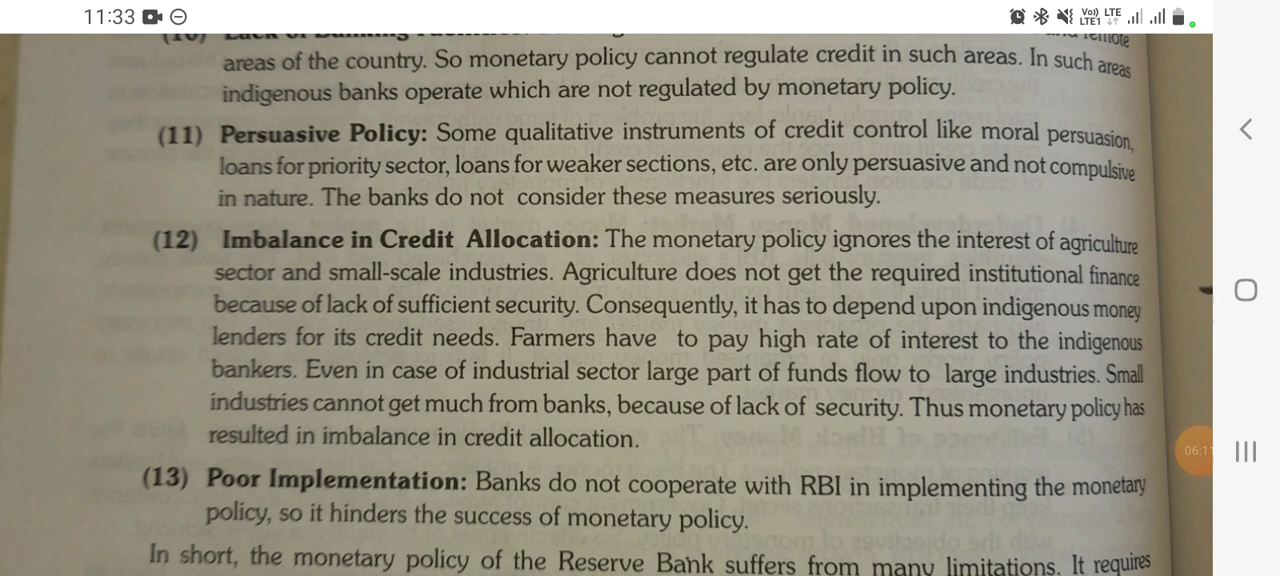 11:33
Vo)) LTE
LTE1
areas of the country. So monetary policy cannot regulate credit in such areas. In such areas
indigenous banks operate which are not regulated by monetary policy.
(11) Persuasive Policy: Some qualitative instruments of credit control like moral persuasion,
loans for priority sector, loans for weaker sections, etc. are only persuasive and not compulsive
in nature. The banks do not consider these measures seriously.
(12) Imbalance in Credit Allocation: The monetary policy ignores the interest of agriculture
sector and small-scale industries. Agriculture does not get the required institutional finance
because of lack of sufficient security. Consequently, it has to depend upon indigenous money
lenders for its credit needs. Farmers have to pay high rate of interest to the indigenous
bankers. Even in case of industrial sector large part of funds flow to large industries. Small
industries cannot get much from banks, because of lack of security. Thus monetary policy has
resulted in imbalance in credit allocation.
(13) Poor Implementation: Banks do not cooperate with RBI in implementing the monetary
policy, so it hinders the success of monetary policy.
In short, the monetary policy of the Reserve Bank suffers from many limitations. It requires